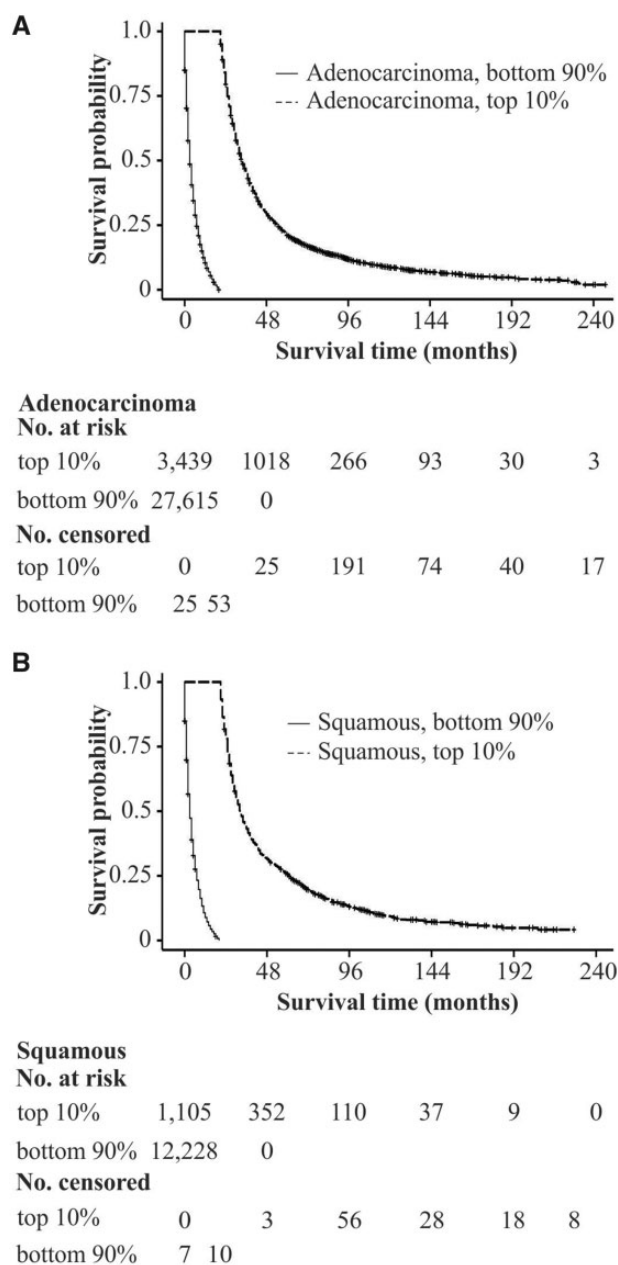 A
1.0
0.75
0.5
0.25
0
Survival probability
— Adenocarcinoma, bottom 90%
--- Adenocarcinoma, top 10%
0 48 96 144 192 240
Survival time (months)
Adenocarcinoma
No. at risk
top 10% 3,439 1018 266 93 30 3
bottom 90% 27,615 0
No. censored
top 10% 0 25 191 74 40 17
bottom 90% 25 53
B
1.0
0.75
0.5
0.25
0
Survival probability
— Squamous, bottom 90%
--- Squamous, top 10%
0 48 96 144 192 240
Survival time (months)
Squamous
No. at risk
top 10% 1,105 352 110 37 9 0
bottom 90% 12,228 0
No. censored
top 10% 0 3 56 28 18 8
bottom 90% 7 10